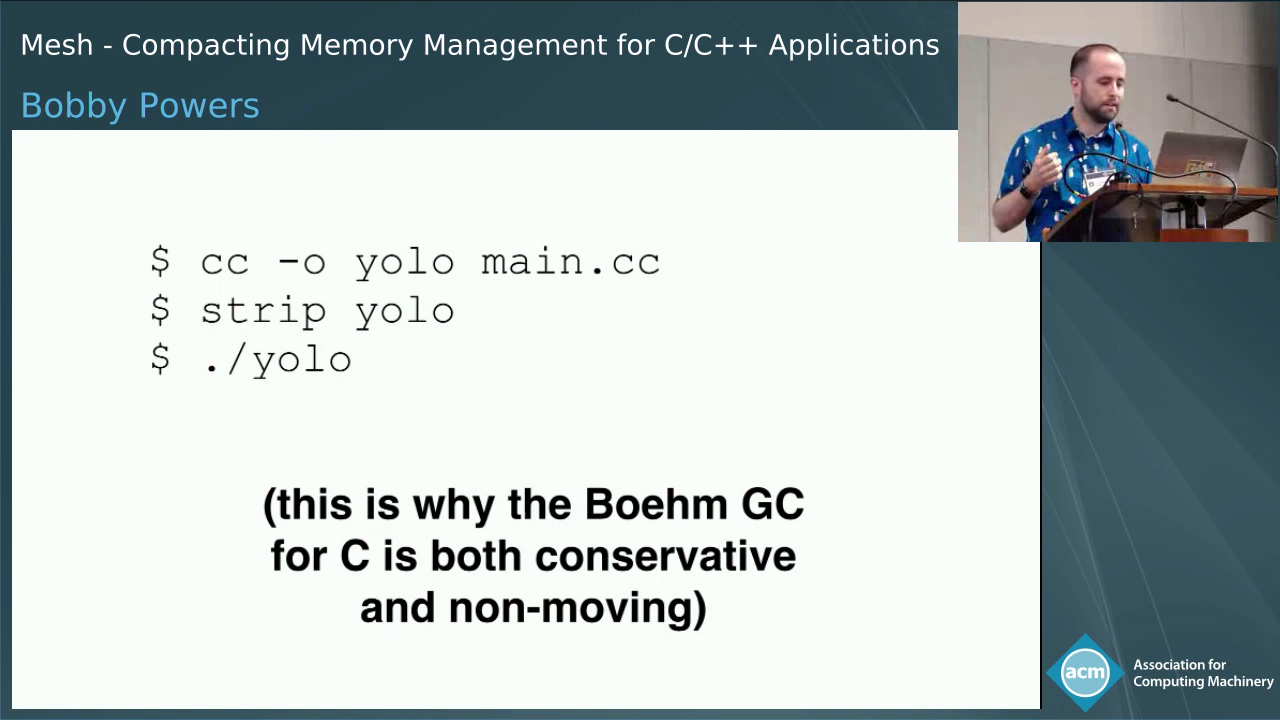 Mesh - Compacting Memory Management for C/C++ Applications
Bobby Powers
$ cc -o yolo main.cc
$ strip yolo
$ ./yolo
(this is why the Boehm GC
for C is both conservative
and non-moving)
acm
Association for
Computing Machinery